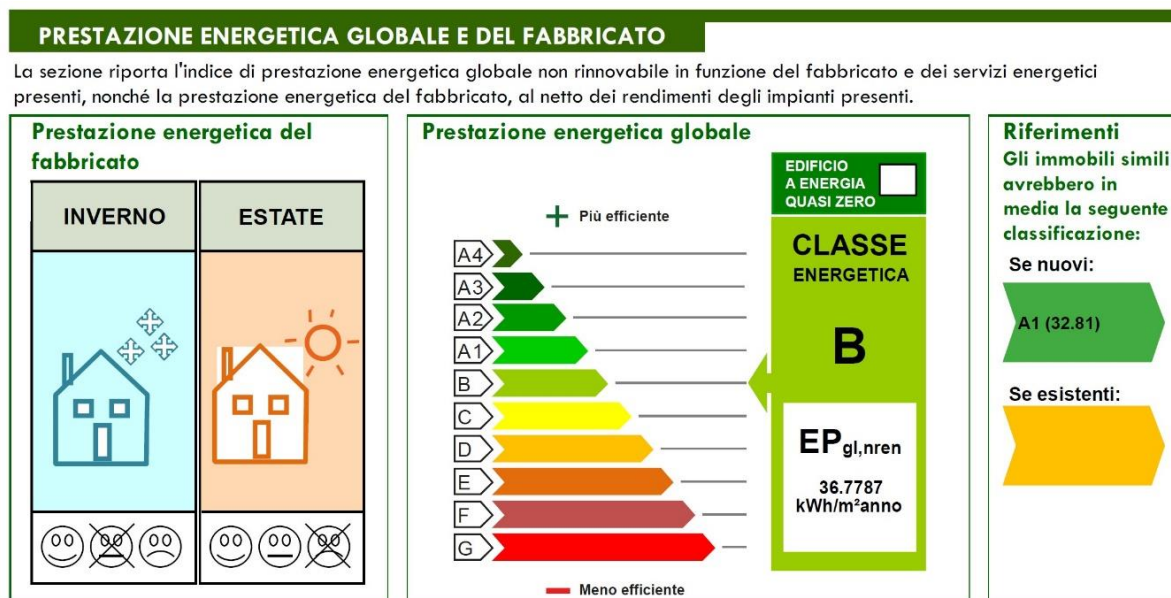 PRESTAZIONE ENERGETICA GLOBALE E DEL FABBRICATO
La sezione riporta l'indice di prestazione energetica globale non rinnovabile in funzione del fabbricato e dei servizi energetici
presenti, nonché la prestazione energetica del fabbricato, al netto dei rendimenti degli impianti presenti.
Prestazione energetica del
fabbricato
INVERNO
ESTATE
Prestazione energetica globale
Più efficiente
A4
A3
A2
A1
B
C
D
E
F
G
Meno efficiente
EDIFICIO
A ENERGIA
QUASI ZERO
CLASSE
ENERGETICA
B
EPgl,nren
36.7787
kWh/m²anno
Riferimenti
Gli immobili simili
avrebbero in
media la seguente
classificazione:
Se nuovi:
A1 (32.81)
Se esistenti: